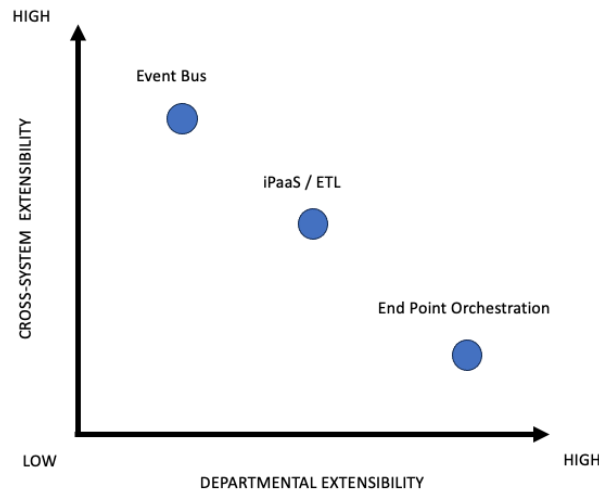 HIGH
Event Bus
iPaaS / ETL
CROSS-SYSTEM EXTENSIBILITY
End Point Orchestration
LOW
HIGH
DEPARTMENTAL EXTENSIBILITY